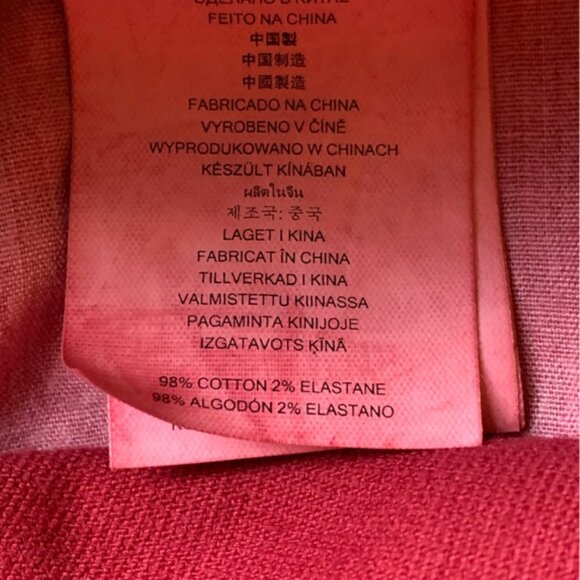 СДЕЛАНО В КИТАЕ
FEITO NA CHINA
中国製
中国制造
中國製造
FABRICADO NA CHINA
VYROBENO V ČÍNĚ
WYPRODUKOWANO W CHINACH
KÉSZÜLT KÍNÁBAN
ผลิตในจีน
제조국: 중국
LAGET I KINA
FABRICAT ÎN CHINA
TILLVERKAD I KINA
VALMISTETTU KIINASSA
PAGAMINTA KINIJOJE
IZGATAVOTS ĶĪNĀ
98% COTTON 2% ELASTANE
98% ALGODÓN 2% ELASTANO